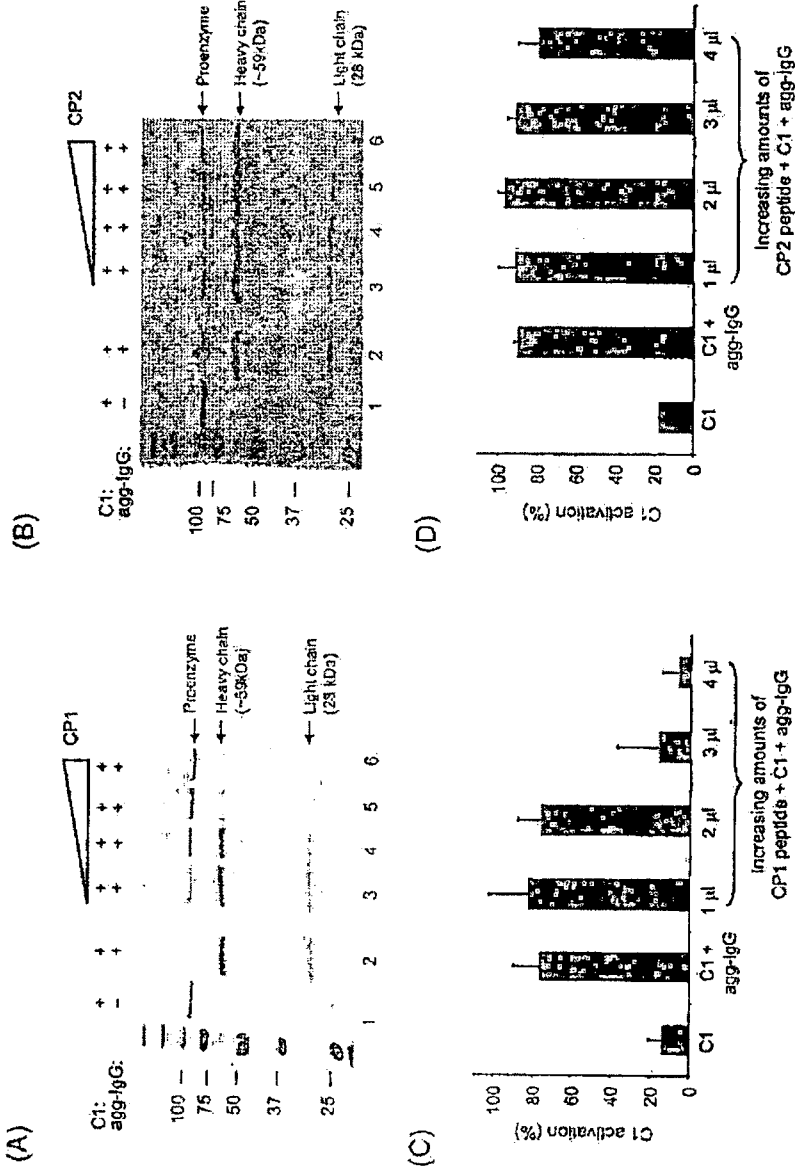 (A)
CP1
C1: + + + + + +
agg-IgG: − + + + + +
100 —
75 —
50 —
37 —
25 —
Proenzyme
Heavy chain
(~59kDa)
Light chain
(28 kDa)
1 2 3 4 5 6
(B)
CP2
C1: + + + + + +
agg-IgG: − + + + + +
100 —
75 —
50 —
37 —
25 —
Proenzyme
Heavy chain
(~59kDa)
Light chain
(28 kDa)
1 2 3 4 5 6
(C)
C1 activation (%)
100
80
60
40
20
0
C1
C1 +
agg-IgG
1 µl 2 µl 3 µl 4 µl
Increasing amounts of
CP1 peptide + C1 + agg-IgG
(D)
C1 activation (%)
100
80
60
40
20
0
C1
C1 +
agg-IgG
1 µl 2 µl 3 µl 4 µl
Increasing amounts of
CP2 peptide + C1 + agg-IgG